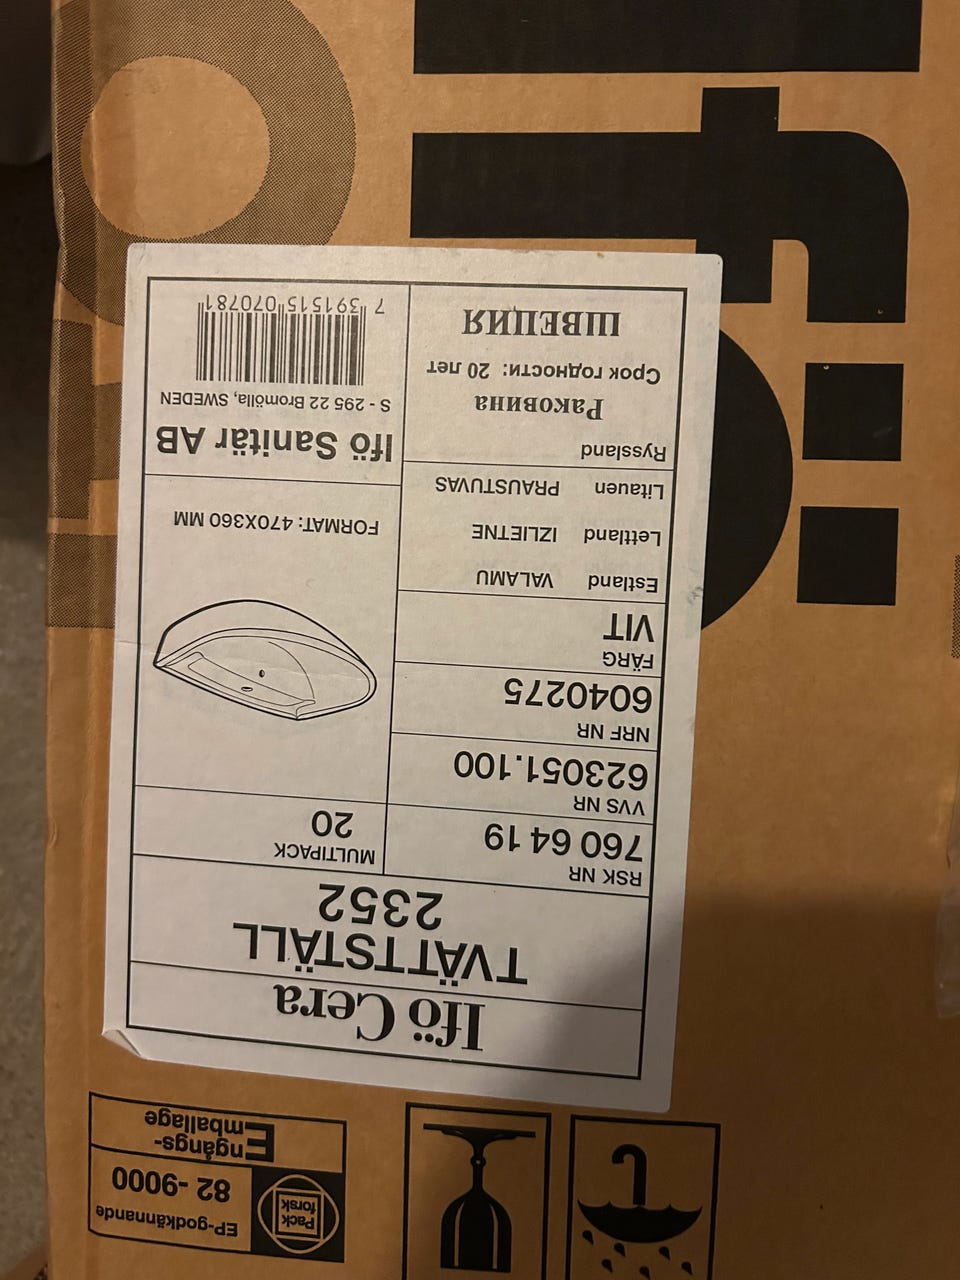 Engångs-
emballage
EP-godkännande
82 - 9000
Pack
forsk
Ifö Cera
TVÄTTSTÄLL
2352
RSK NR
760 64 19
MULTIPACK
20
VVS NR
623051.100
NRF NR
6040275
FÄRG
VIT
FORMAT: 470X360 MM
Estland VALAMU
Lettland IZLIETNE
Litauen PRAUSTUVAS
Ryssland
Раковина
Срок годности: 20 лет
ШВЕЦИЯ
Ifö Sanitär AB
S - 295 22 Bromölla, SWEDEN
7 391515 070781
Ifö